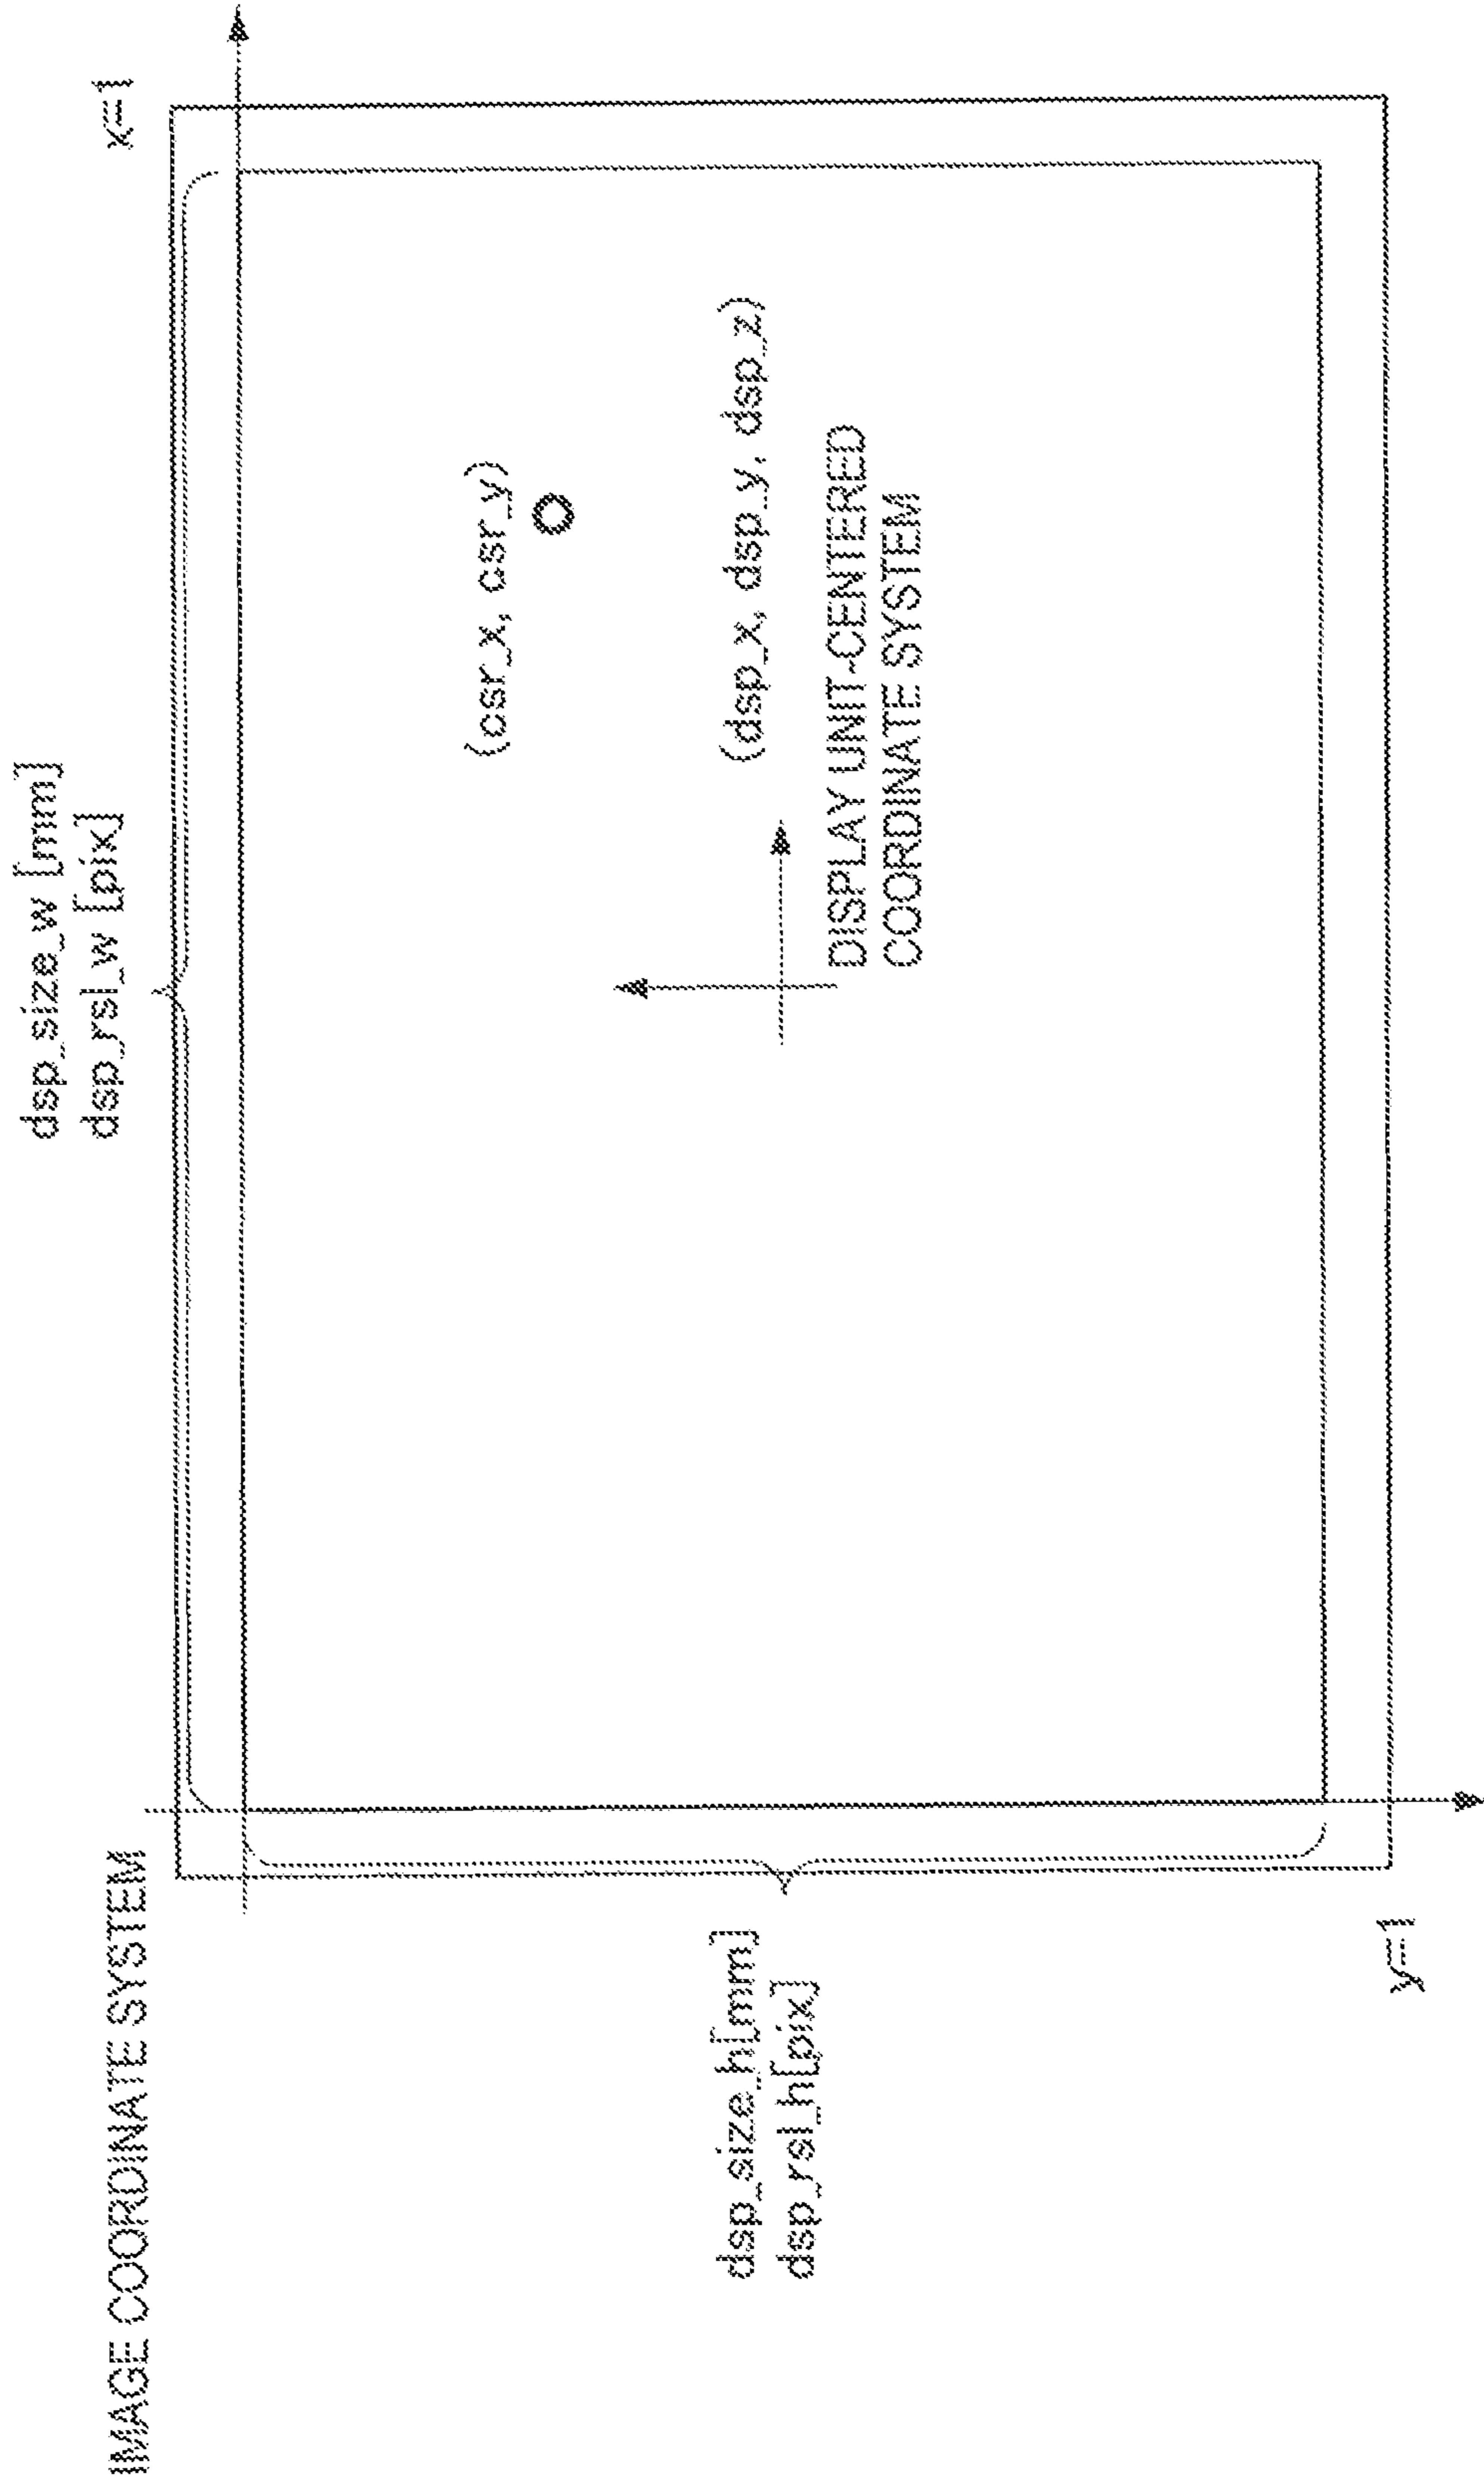 IMAGE COORDINATE SYSTEM
dsp_size_w [mm]
dsp_rsl_w [pix]
x=1
(csr_x, csr_y)
(dsp_x, dsp_y, dsp_z)
DISPLAY UNIT-CENTERED
COORDINATE SYSTEM
dsp_size_h[mm]
dsp_rsl_h[pix]
y=1